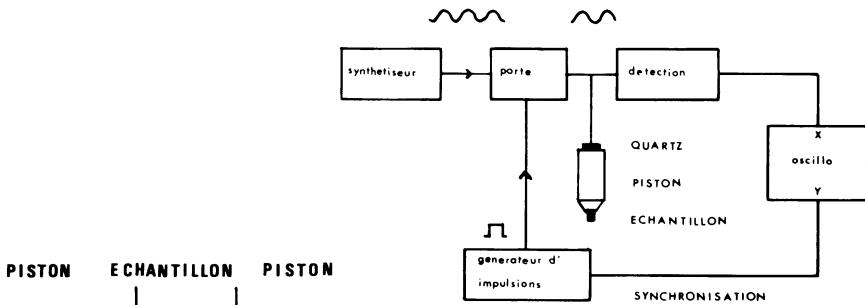 synthetiseur
porte
detection
X
oscillo
Y
QUARTZ
PISTON
ECHANTILLON
generateur d'
impulsions
SYNCHRONISATION
PISTON ECHANTILLON PISTON